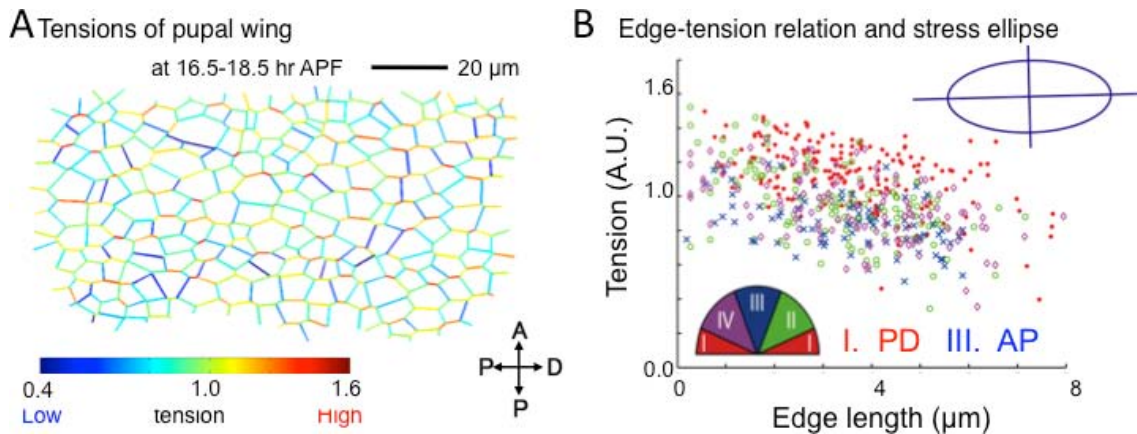 A Tensions of pupal wing
at 16.5-18.5 hr APF 20 µm
A
P D
P
0.4 1.0 1.6
Low tension High
B Edge-tension relation and stress ellipse
Tension (A.U.)
1.6
1.0
0.0
I IV III II I
I. PD III. AP
0 4 8
Edge length (µm)